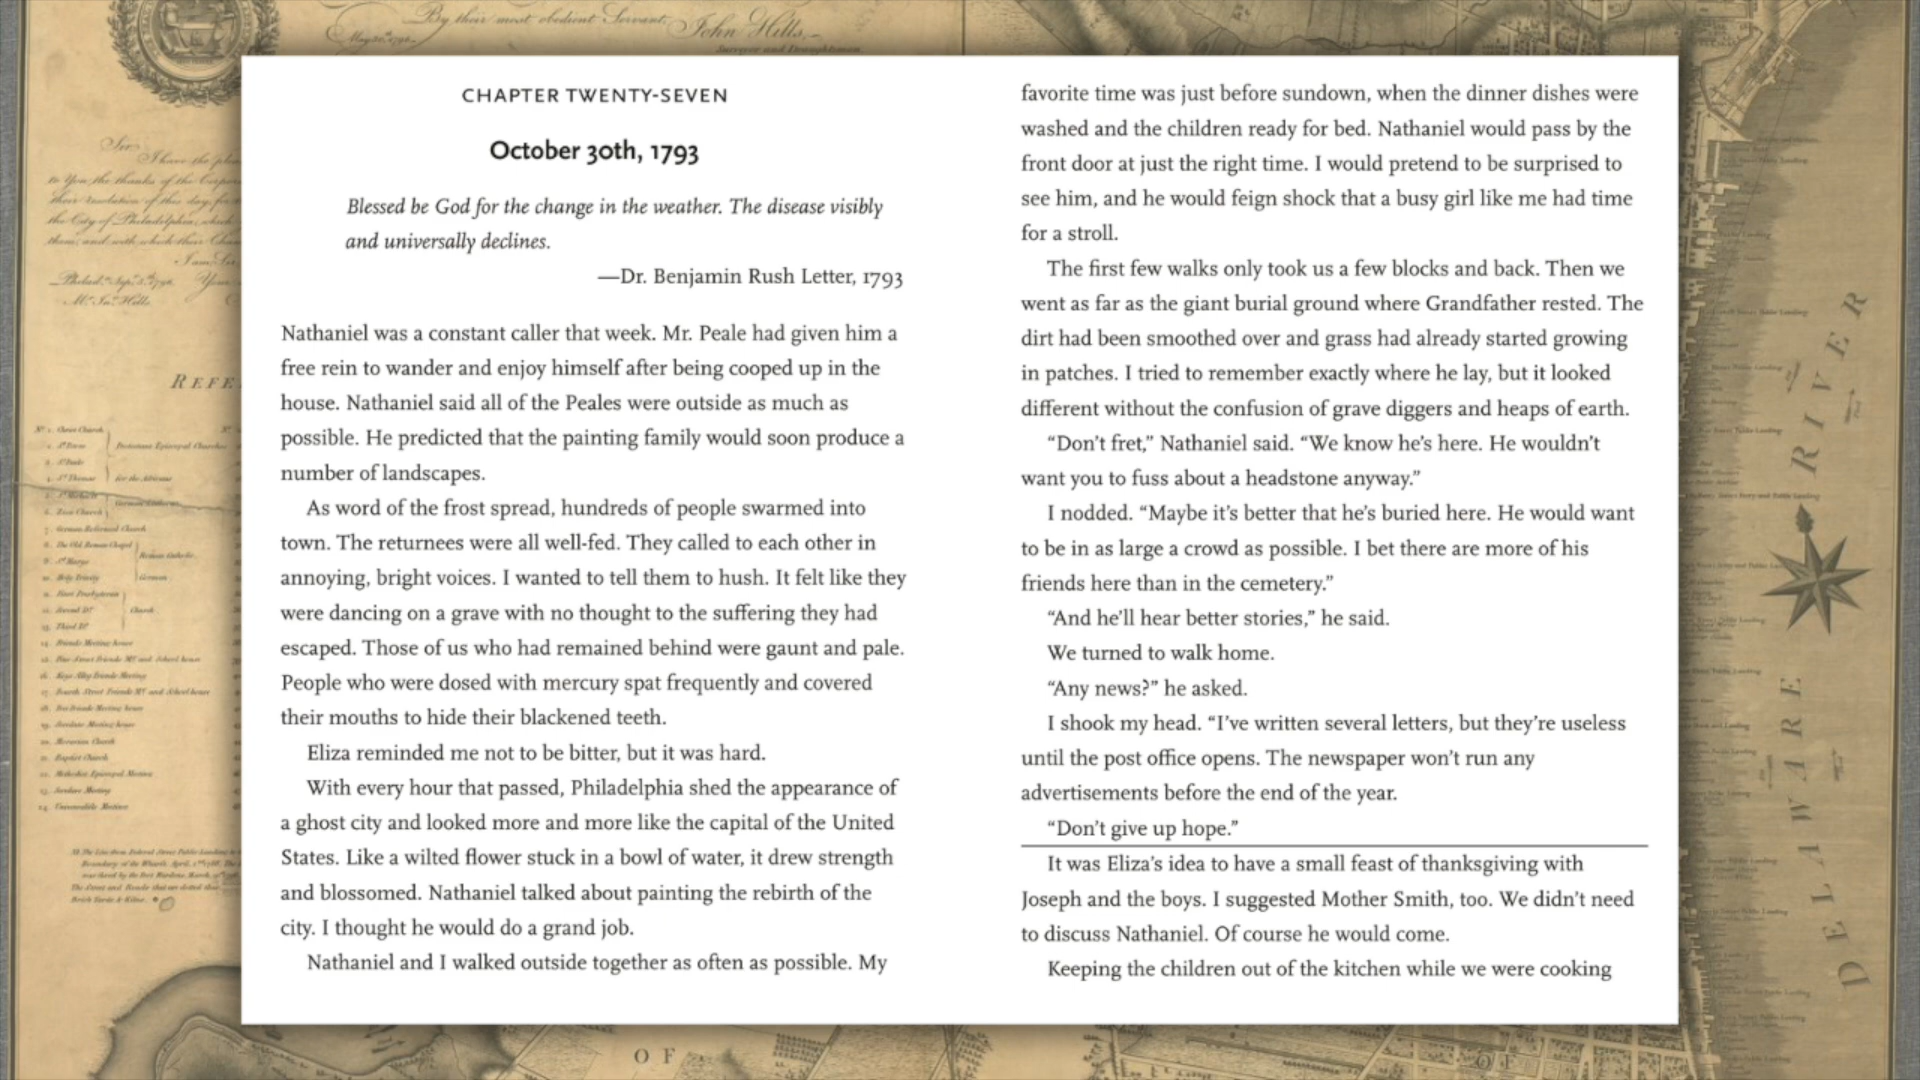 By their most obedient Servant,
John Hills,
Surveyor and Draughtsman
CHAPTER TWENTY-SEVEN
October 30th, 1793
Blessed be God for the change in the weather. The disease visibly
and universally declines.
—Dr. Benjamin Rush Letter, 1793
Nathaniel was a constant caller that week. Mr. Peale had given him a
free rein to wander and enjoy himself after being cooped up in the
house. Nathaniel said all of the Peales were outside as much as
possible. He predicted that the painting family would soon produce a
number of landscapes.
As word of the frost spread, hundreds of people swarmed into
town. The returnees were all well-fed. They called to each other in
annoying, bright voices. I wanted to tell them to hush. It felt like they
were dancing on a grave with no thought to the suffering they had
escaped. Those of us who had remained behind were gaunt and pale.
People who were dosed with mercury spat frequently and covered
their mouths to hide their blackened teeth.
Eliza reminded me not to be bitter, but it was hard.
With every hour that passed, Philadelphia shed the appearance of
a ghost city and looked more and more like the capital of the United
States. Like a wilted flower stuck in a bowl of water, it drew strength
and blossomed. Nathaniel talked about painting the rebirth of the
city. I thought he would do a grand job.
Nathaniel and I walked outside together as often as possible. My
favorite time was just before sundown, when the dinner dishes were
washed and the children ready for bed. Nathaniel would pass by the
front door at just the right time. I would pretend to be surprised to
see him, and he would feign shock that a busy girl like me had time
for a stroll.
The first few walks only took us a few blocks and back. Then we
went as far as the giant burial ground where Grandfather rested. The
dirt had been smoothed over and grass had already started growing
in patches. I tried to remember exactly where he lay, but it looked
different without the confusion of grave diggers and heaps of earth.
“Don’t fret,” Nathaniel said. “We know he’s here. He wouldn’t
want you to fuss about a headstone anyway.”
I nodded. “Maybe it’s better that he’s buried here. He would want
to be in as large a crowd as possible. I bet there are more of his
friends here than in the cemetery.”
“And he’ll hear better stories,” he said.
We turned to walk home.
“Any news?” he asked.
I shook my head. “I’ve written several letters, but they’re useless
until the post office opens. The newspaper won’t run any
advertisements before the end of the year.
“Don’t give up hope.”
It was Eliza’s idea to have a small feast of thanksgiving with
Joseph and the boys. I suggested Mother Smith, too. We didn’t need
to discuss Nathaniel. Of course he would come.
Keeping the children out of the kitchen while we were cooking
DELAWARE RIVER
OF
OF